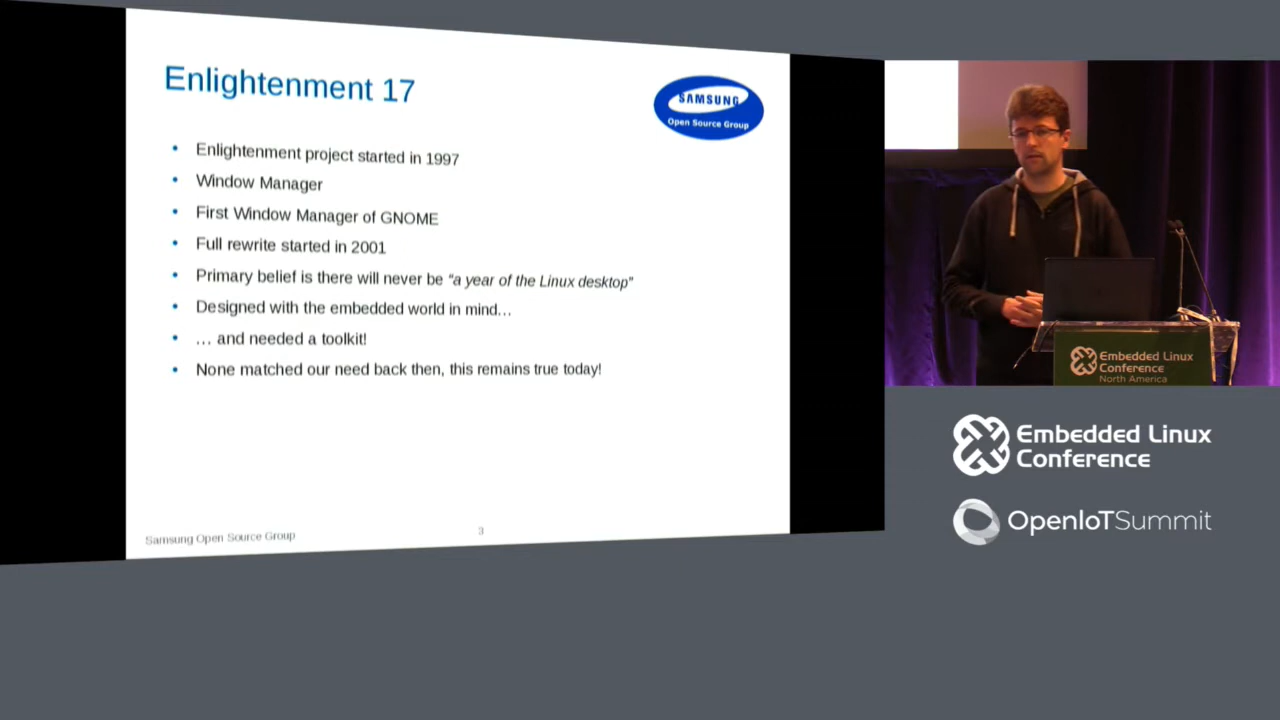 Enlightenment 17
SAMSUNG
Open Source Group
• Enlightenment project started in 1997
• Window Manager
• First Window Manager of GNOME
• Full rewrite started in 2001
• Primary belief is there will never be “a year of the Linux desktop”
• Designed with the embedded world in mind…
• … and needed a toolkit!
• None matched our need back then, this remains true today!
Samsung Open Source Group
3
Embedded Linux
Conference
North America
Embedded Linux
Conference
OpenIoTSummit